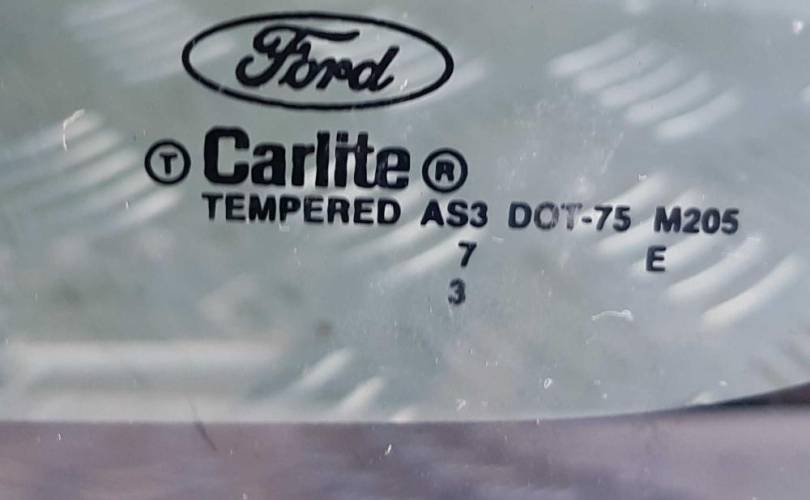 Ford
T Carlite ®
TEMPERED AS3 DOT-75 M205
7 E
3